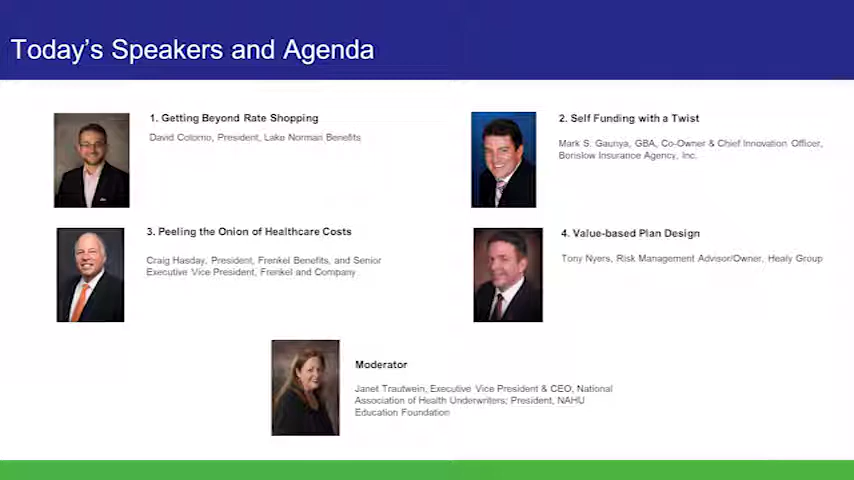 Today's Speakers and Agenda
1. Getting Beyond Rate Shopping
David Cotorno, President, Lake Norman Benefits
2. Self Funding with a Twist
Mark S. Gaunya, GBA, Co-Owner & Chief Innovation Officer,
Borislow Insurance Agency, Inc.
3. Peeling the Onion of Healthcare Costs
Craig Hasday, President, Frenkel Benefits, and Senior
Executive Vice President, Frenkel and Company
4. Value-based Plan Design
Tony Nyers, Risk Management Advisor/Owner, Healy Group
Moderator
Janet Trautwein, Executive Vice President & CEO, National
Association of Health Underwriters; President, NAHU
Education Foundation